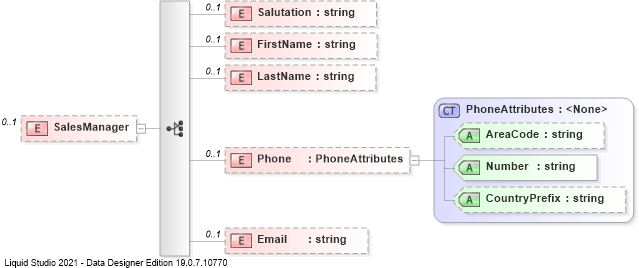 0..1
E Salutation : string
0..1
E FirstName : string
0..1
E LastName : string
0..1
E SalesManager
0..1
E Phone : PhoneAttributes
CT PhoneAttributes : <None>
A AreaCode : string
A Number : string
A CountryPrefix : string
0..1
E Email : string
Liquid Studio 2021 - Data Designer Edition 19.0.7.10770